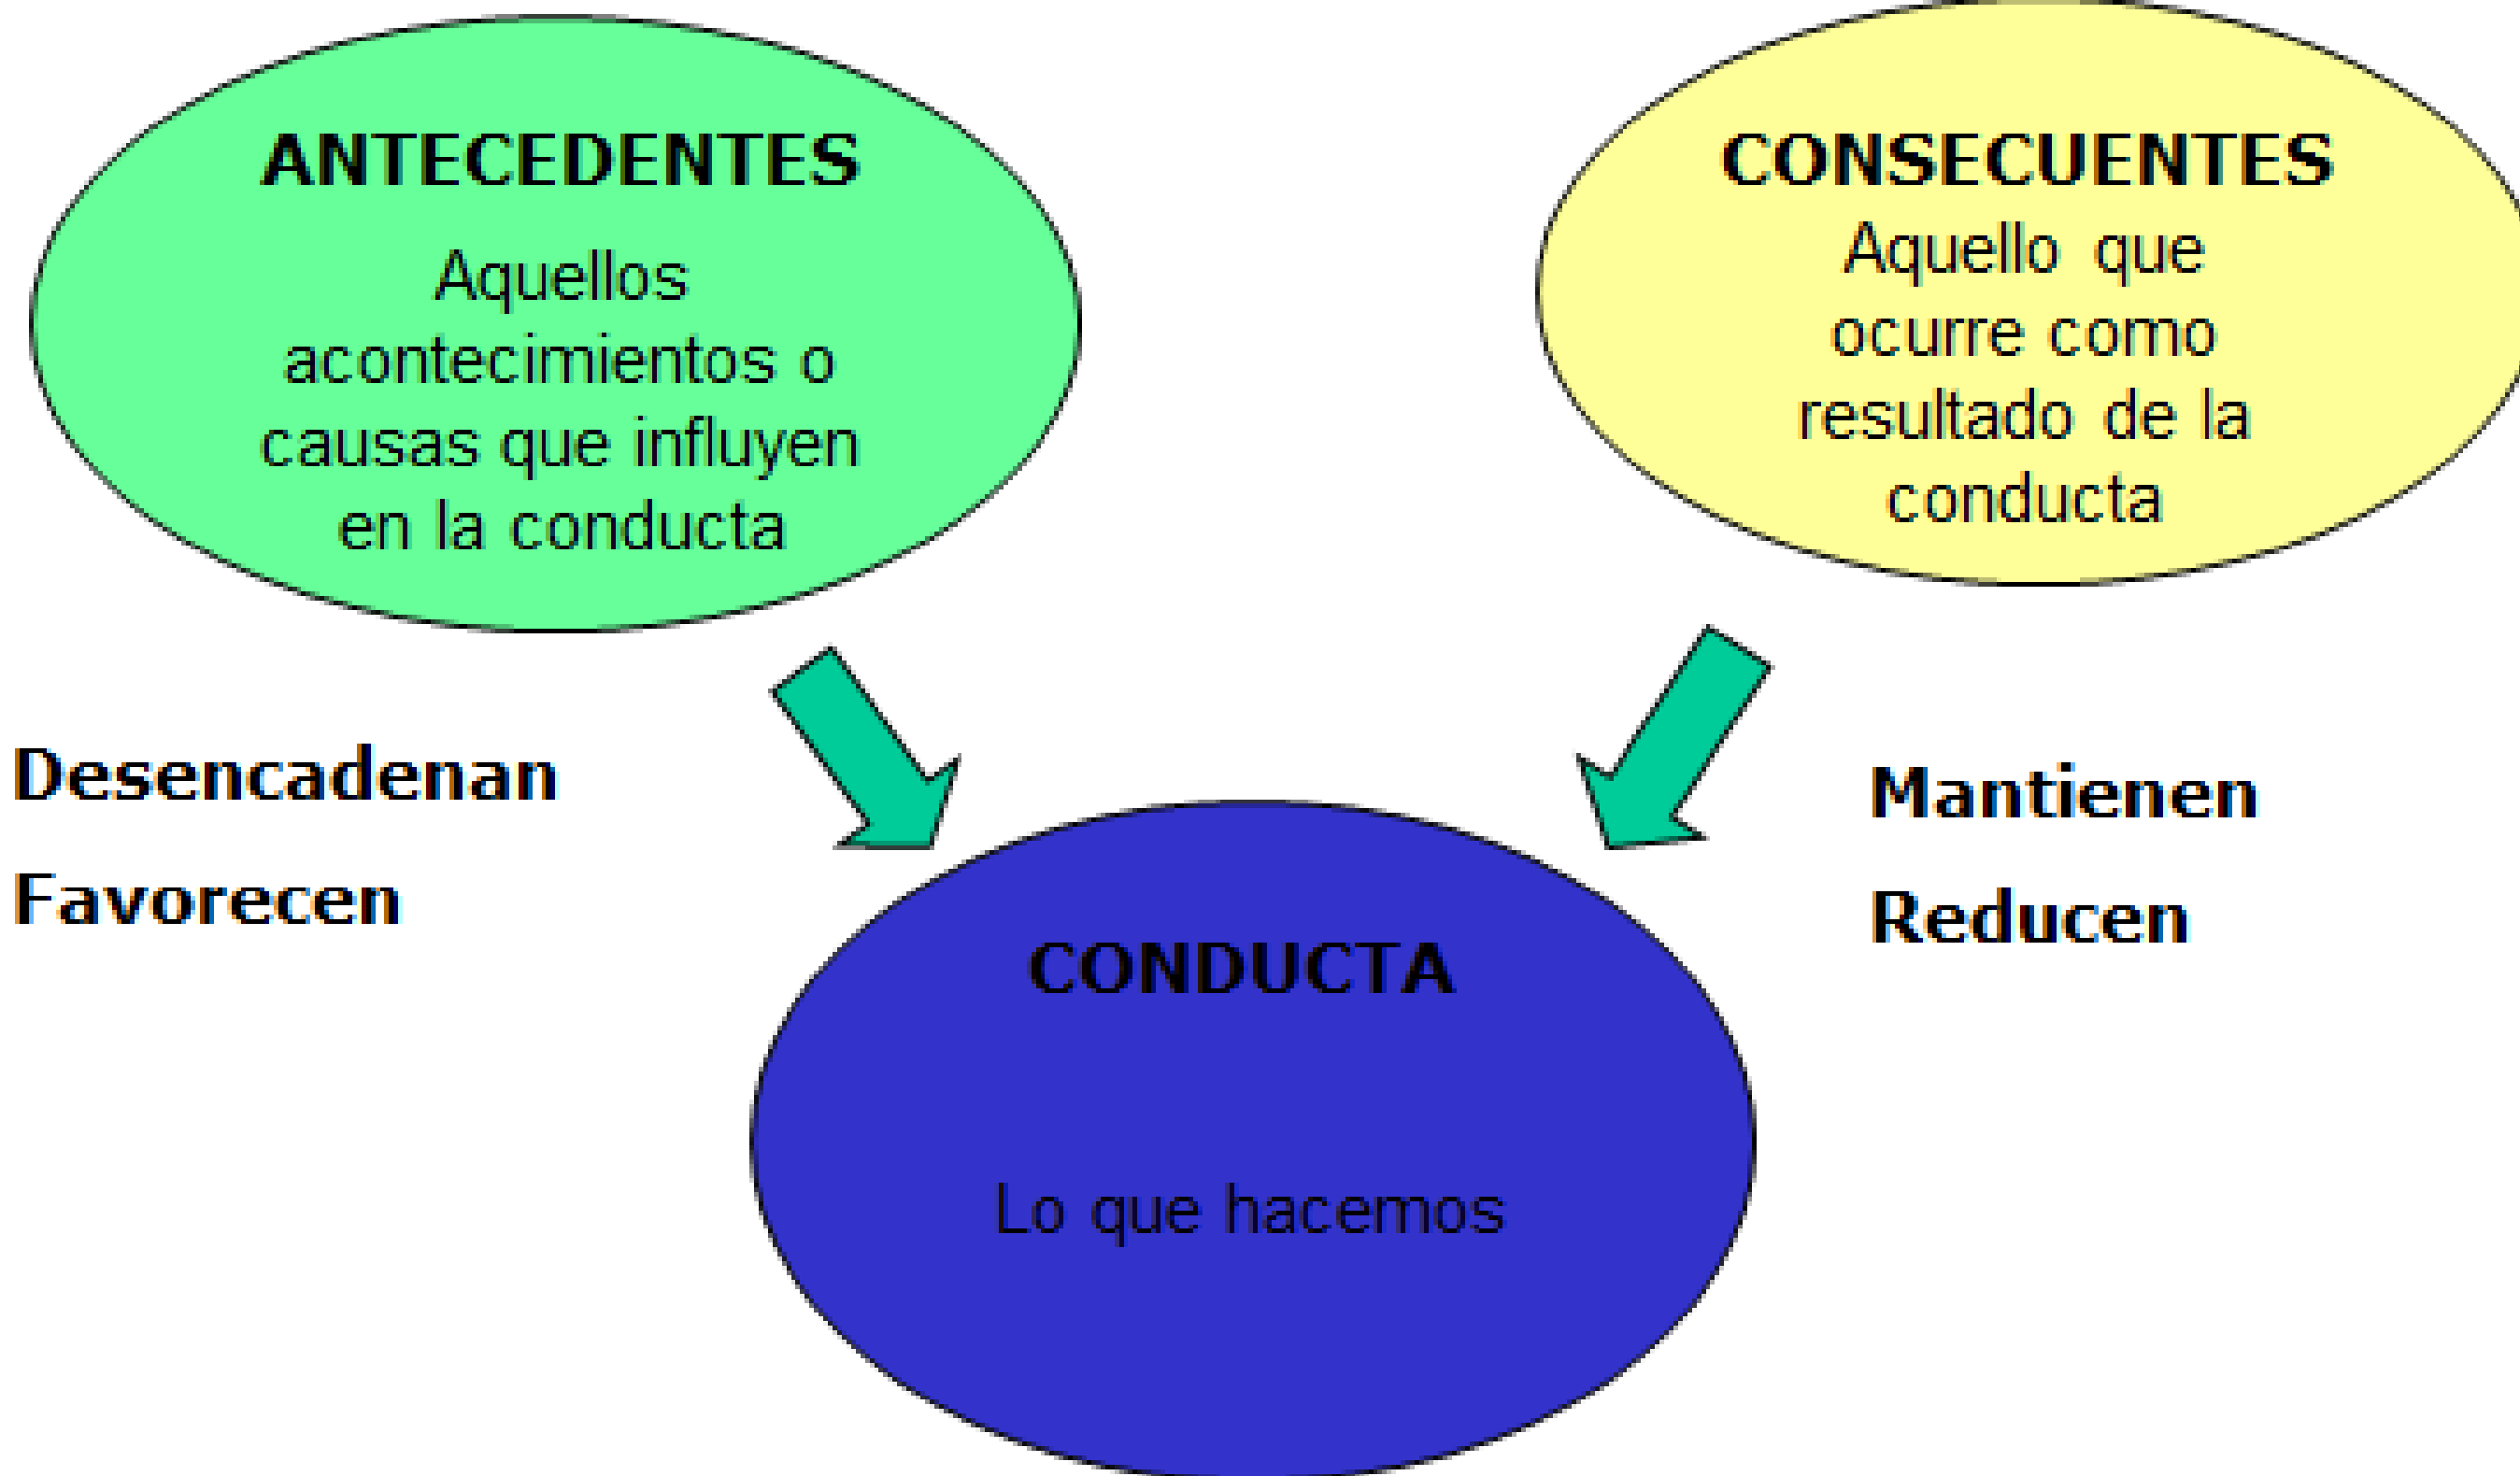 ANTECEDENTES
Aquellos
acontecimientos o
causas que influyen
en la conducta
CONSECUENTES
Aquello que
ocurre como
resultado de la
conducta
Desencadenan
Favorecen
Mantienen
Reducen
CONDUCTA
Lo que hacemos